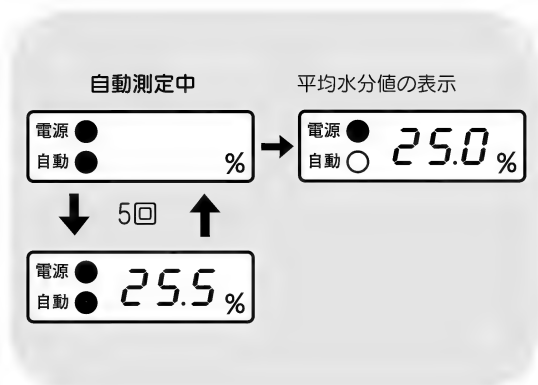 自動測定中
平均水分値の表示
電源
自動
%
電源
自動
25.0 %
5回
電源
自動
25.5 %